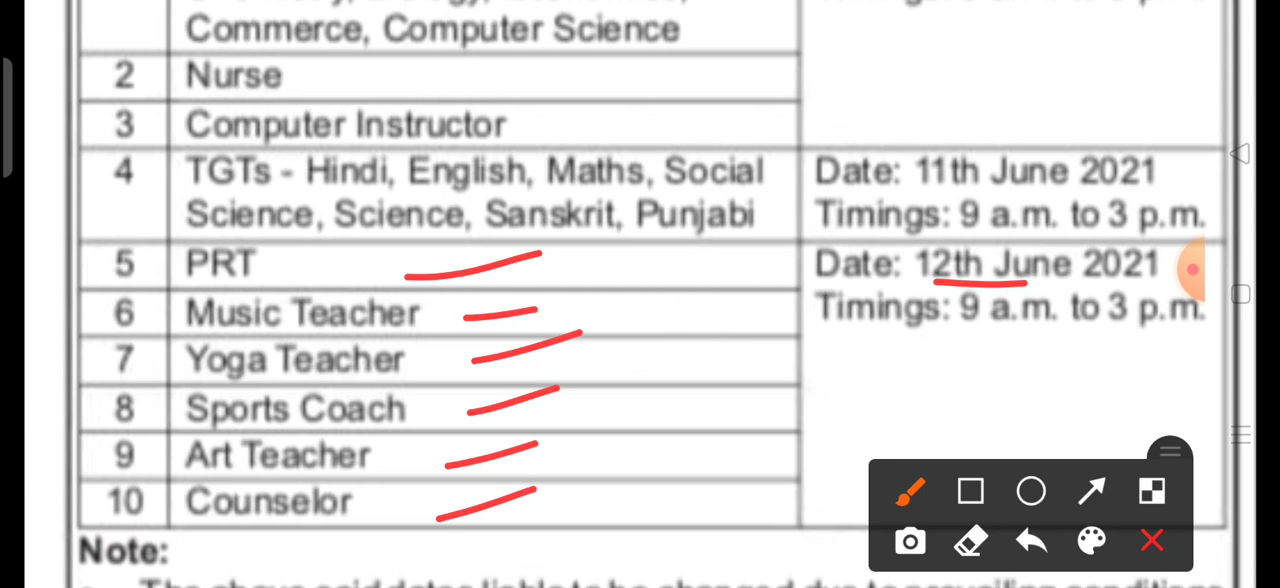 Commerce, Computer Science
2 Nurse
3 Computer Instructor
4 TGTs - Hindi, English, Maths, Social
Science, Science, Sanskrit, Punjabi
Date: 11th June 2021
Timings: 9 a.m. to 3 p.m.
5 PRT
Date: 12th June 2021
Timings: 9 a.m. to 3 p.m.
6 Music Teacher
7 Yoga Teacher
8 Sports Coach
9 Art Teacher
10 Counselor
Note: